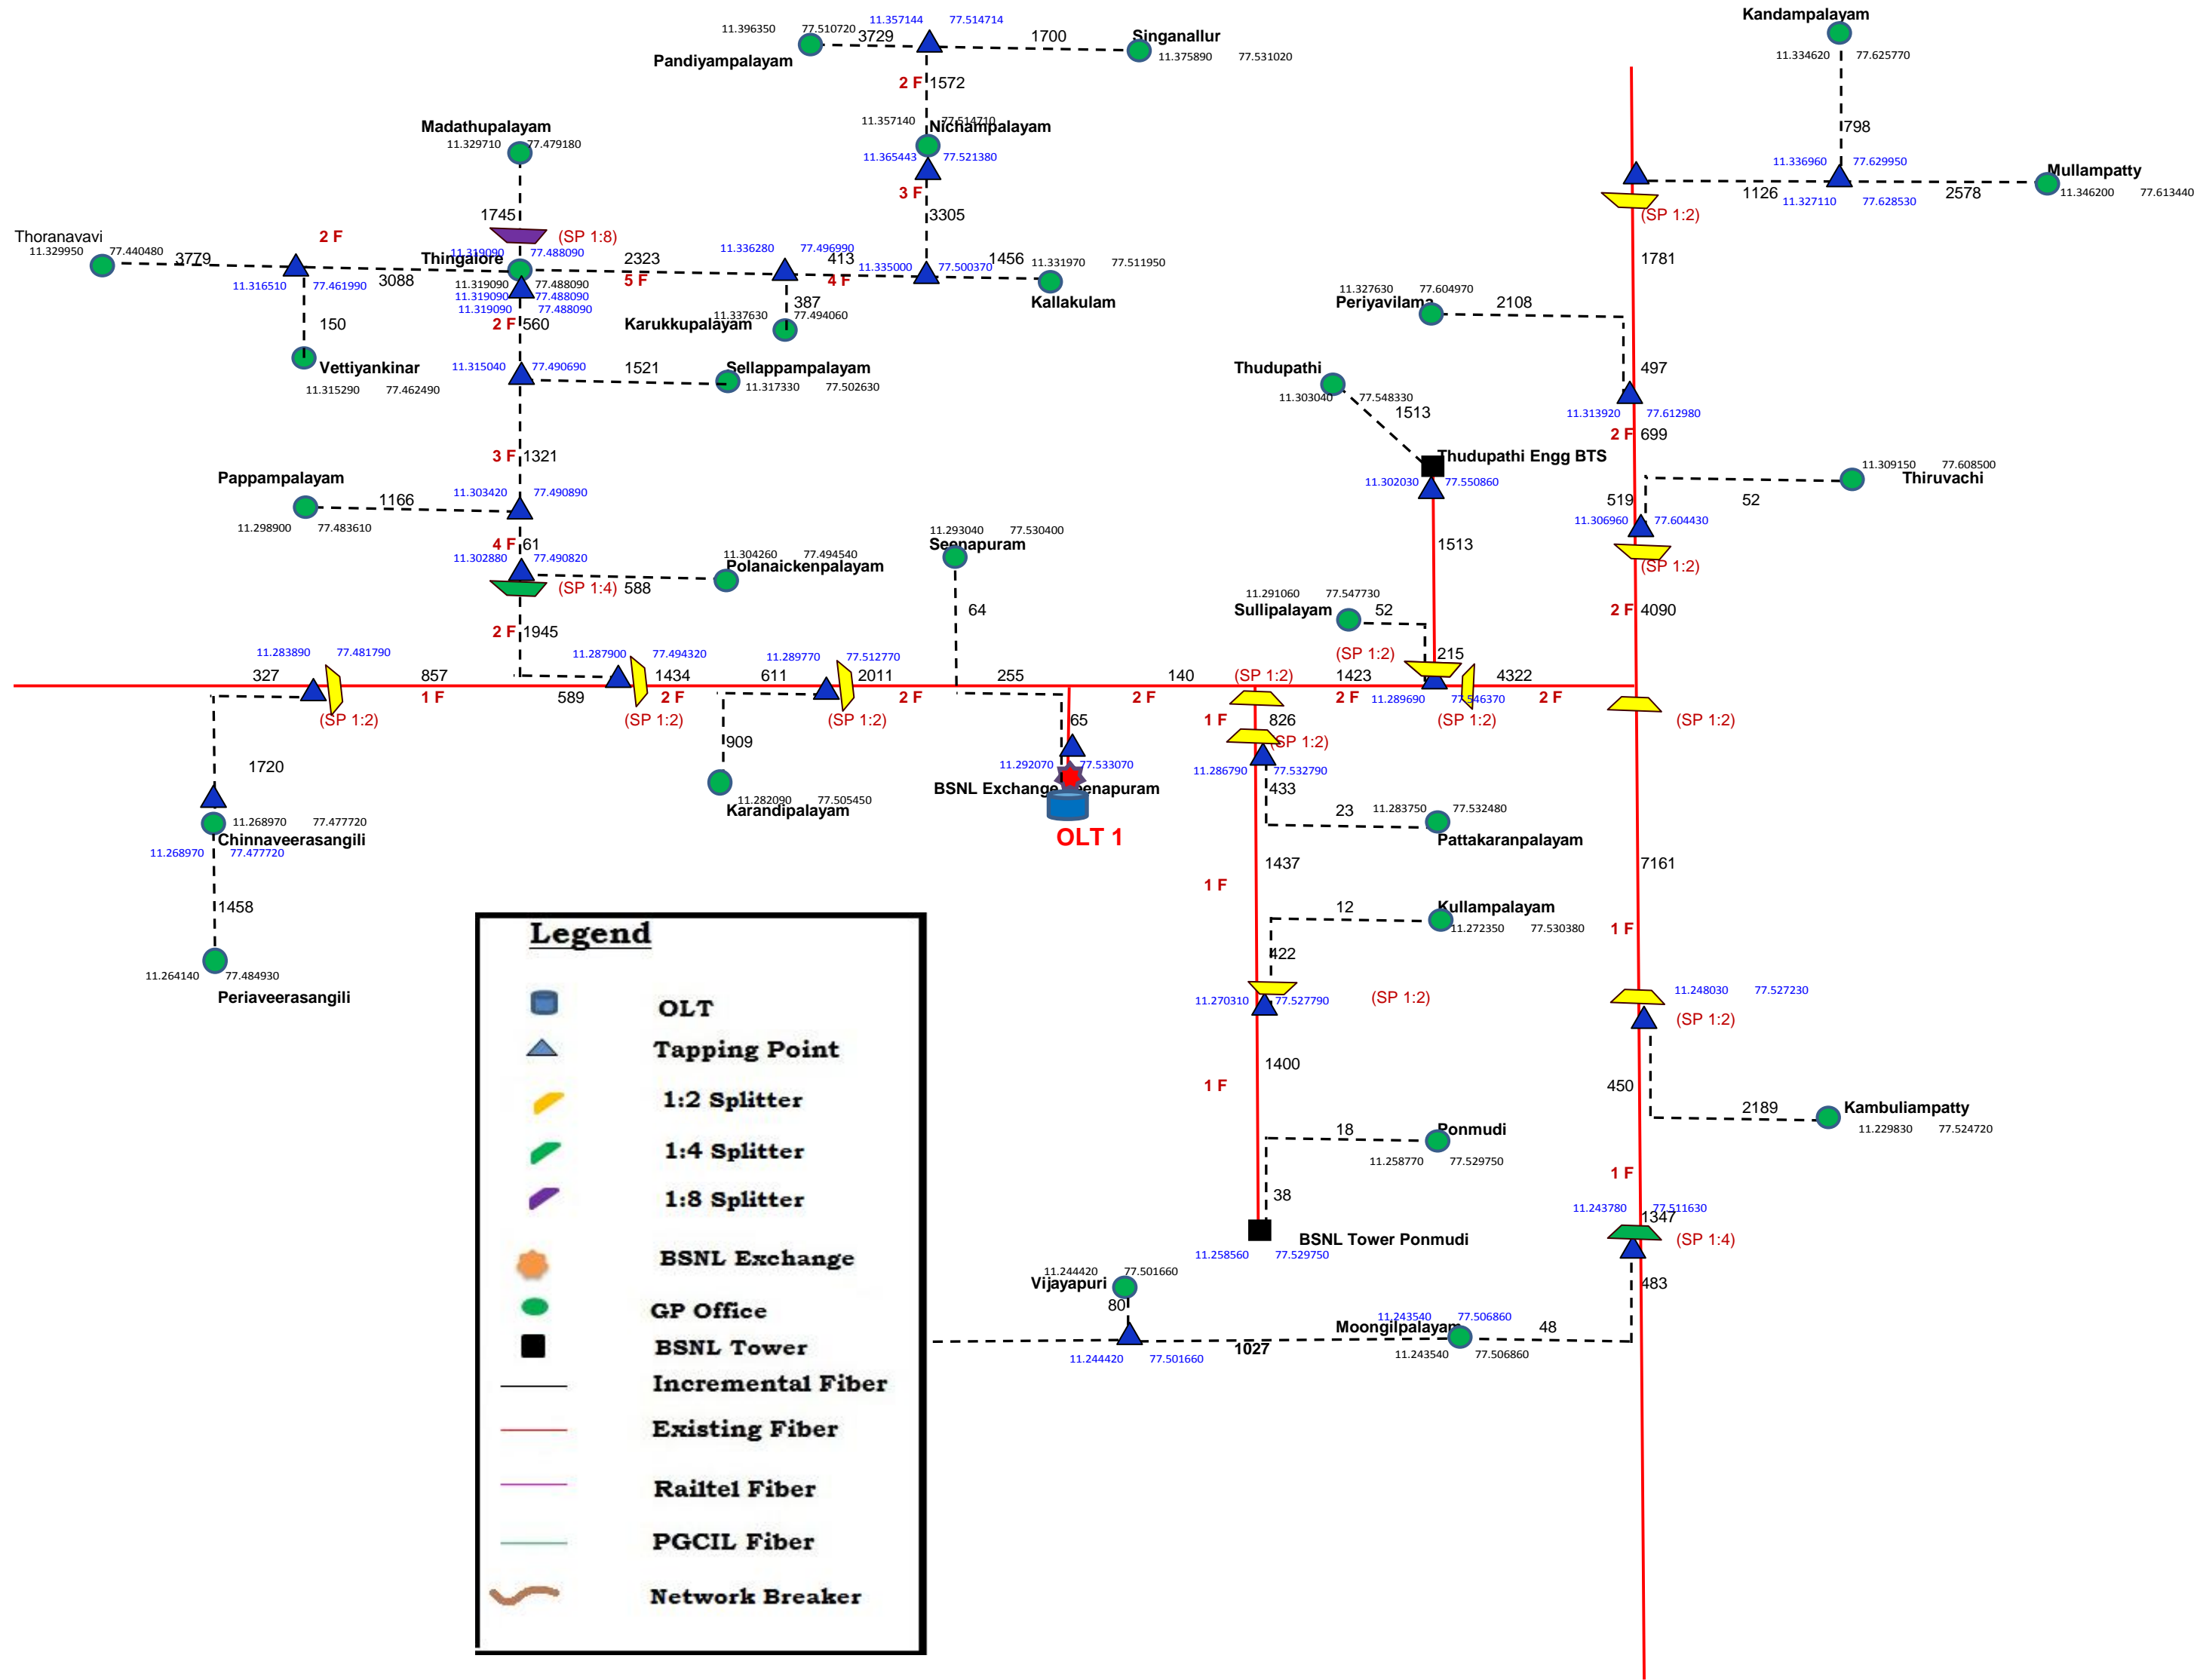 Kandampalayam
11.357144 77.514714
11.396350 77.510720
3729
1700
Singanallur
Pandiyampalayam
11.375890 77.531020
11.334620 77.625770
2 F 1572
11.357140 77.514710
Nichampalayam
Madathupalayam
11.329710 77.479180
798
11.365443 77.521380
11.336960 77.629950
Mullampatty
3 F
1126
2578
11.346200 77.613440
11.327110 77.628530
1745
3305
(SP 1:2)
Thoranavavi
2 F
(SP 1:8)
11.329950 77.440480
3779
11.319090 77.488090
Thingalore
2323
11.336280 77.496990
413
11.335000 77.500370
1456
11.331970 77.511950
1781
11.316510 77.461990
3088
11.319090 77.488090
5 F
4 F
11.319090 77.488090
11.319090 77.488090
387
Kallakulam
11.327630 77.604970
Periyavilama
2108
150
2 F 560
Karukkupalayam
11.337630 77.494060
Vettiyankinar
11.315290 77.462490
11.315040 77.490690
1521
Sellappampalayam
11.317330 77.502630
Thudupathi
11.303040 77.548330
1513
497
11.313920 77.612980
2 F 699
3 F 1321
Thudupathi Engg BTS
11.302030 77.550860
11.309150 77.608500
Thiruvachi
Pappampalayam
1166
11.303420 77.490890
519
52
11.298900 77.483610
11.306960 77.604430
11.293040 77.530400
Seenapuram
4 F 61
1513
11.302880 77.490820
11.304260 77.494540
Polanaickenpalayam
(SP 1:2)
(SP 1:4) 588
11.291060 77.547730
Sullipalayam
52
64
2 F 4090
2 F 1945
11.283890 77.481790
11.287900 77.494320
11.289770 77.512770
(SP 1:2)
215
327
857
1434
611
2011
255
140
(SP 1:2)
1423
4322
1 F
589
2 F
2 F
2 F
2 F
11.289690 77.546370
2 F
(SP 1:2)
(SP 1:2)
(SP 1:2)
65
1 F
826
(SP 1:2)
(SP 1:2)
909
(SP 1:2)
1720
11.292070 77.533070
11.286790 77.532790
BSNL Exchange Seenapuram
433
11.282090 77.505450
Karandipalayam
23
11.283750 77.532480
Pattakaranpalayam
11.268970 77.477720
Chinnaveerasangili
11.268970 77.477720
OLT 1
1437
7161
1 F
1458
12
Kullampalayam
11.272350 77.530380
1 F
422
11.264140 77.484930
Periaveerasangili
11.270310 77.527790
(SP 1:2)
11.248030 77.527230
(SP 1:2)
1400
1 F
450
2189
Kambuliampatty
11.229830 77.524720
18
Ponmudi
11.258770 77.529750
1 F
38
11.243780 77.511630
1347
BSNL Tower Ponmudi
(SP 1:4)
11.258560 77.529750
11.244420 77.501660
Vijayapuri
80
483
11.243540 77.506860
Moongilpalayam
48
1027
11.244420 77.501660
11.243540 77.506860
Legend
OLT
Tapping Point
1:2 Splitter
1:4 Splitter
1:8 Splitter
BSNL Exchange
GP Office
BSNL Tower
Incremental Fiber
Existing Fiber
Railtel Fiber
PGCIL Fiber
Network Breaker